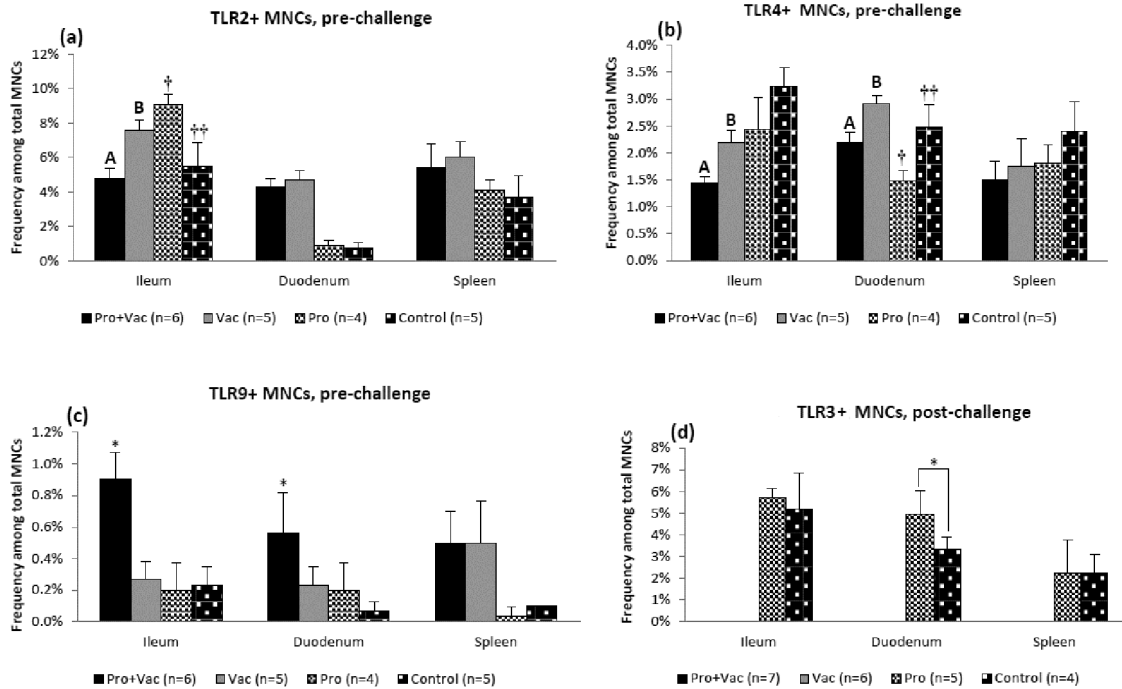 TLR2+ MNCs, pre-challenge
(a)
Frequency among total MNCs
12%
10%
8%
6%
4%
2%
0%
A
B
†
††
Ileum
Duodenum
Spleen
Pro+Vac (n=6) Vac (n=5) Pro (n=4) Control (n=5)
TLR4+ MNCs, pre-challenge
(b)
Frequency among total MNCs
4.0%
3.5%
3.0%
2.5%
2.0%
1.5%
1.0%
0.5%
0.0%
A
B
A
B
†
††
Ileum
Duodenum
Spleen
Pro+Vac (n=6) Vac (n=5) Pro (n=4) Control (n=5)
TLR9+ MNCs, pre-challenge
(c)
Frequency among total MNCs
1.2%
1.0%
0.8%
0.6%
0.4%
0.2%
0.0%
*
*
Ileum
Duodenum
Spleen
Pro+Vac (n=6) Vac (n=5) Pro (n=4) Control (n=5)
TLR3+ MNCs, post-challenge
(d)
Frequency among total MNCs
8%
7%
6%
5%
4%
3%
2%
1%
0%
*
Ileum
Duodenum
Spleen
Pro+Vac (n=7) Vac (n=6) Pro (n=5) Control (n=4)